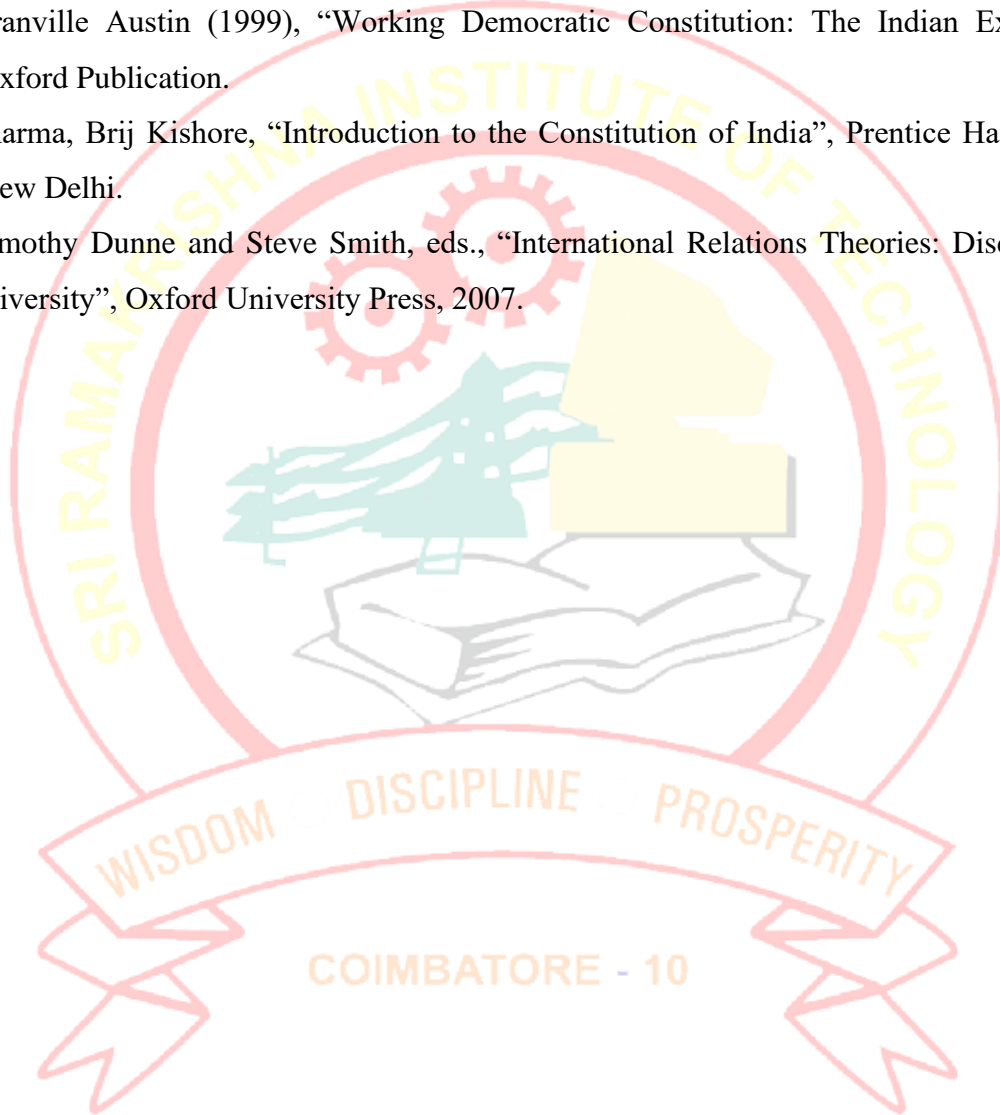 ranville Austin (1999), “Working Democratic Constitution: The Indian Ex
xford Publication.
arma, Brij Kishore, “Introduction to the Constitution of India”, Prentice Ha
ew Delhi.
mothy Dunne and Steve Smith, eds., “International Relations Theories: Disc
iversity”, Oxford University Press, 2007.
SRI RAMAKRISHNA INSTITUTE OF TECHNOLOGY
WISDOM DISCIPLINE PROSPERITY
COIMBATORE - 10